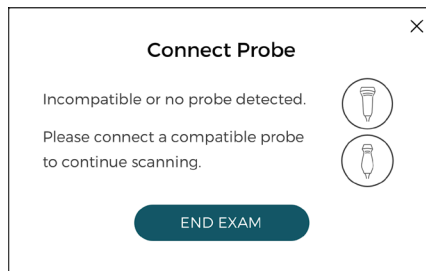 Connect Probe
Incompatible or no probe detected.
Please connect a compatible probe
to continue scanning.
END EXAM